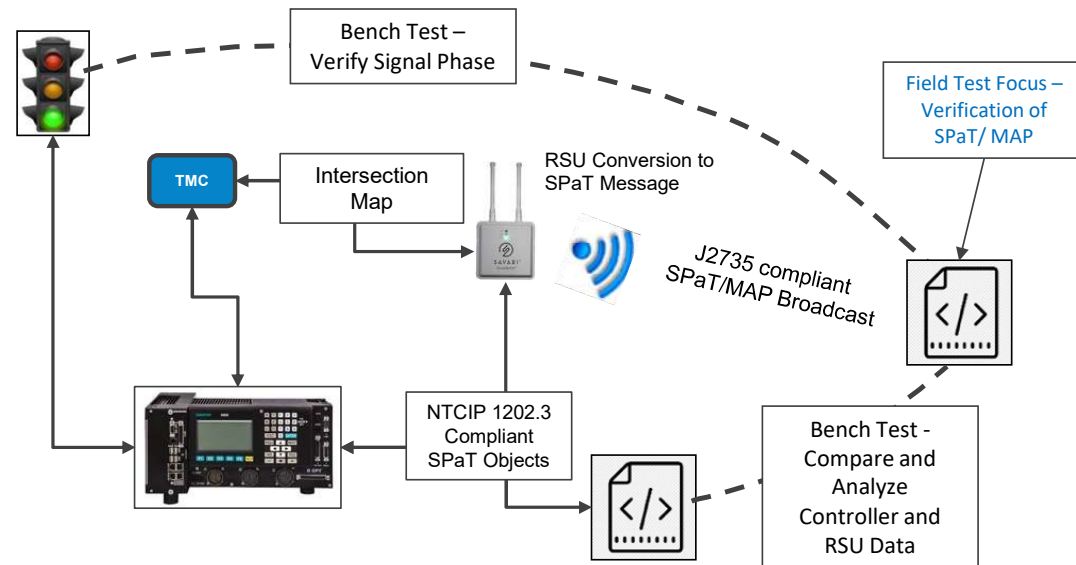 Bench Test –
Verify Signal Phase
Field Test Focus –
Verification of
SPaT/ MAP
TMC
Intersection
Map
RSU Conversion to
SPaT Message
SAVARI
J2735 compliant
SPaT/MAP Broadcast
NTCIP 1202.3
Compliant
SPaT Objects
Bench Test -
Compare and
Analyze
Controller and
RSU Data